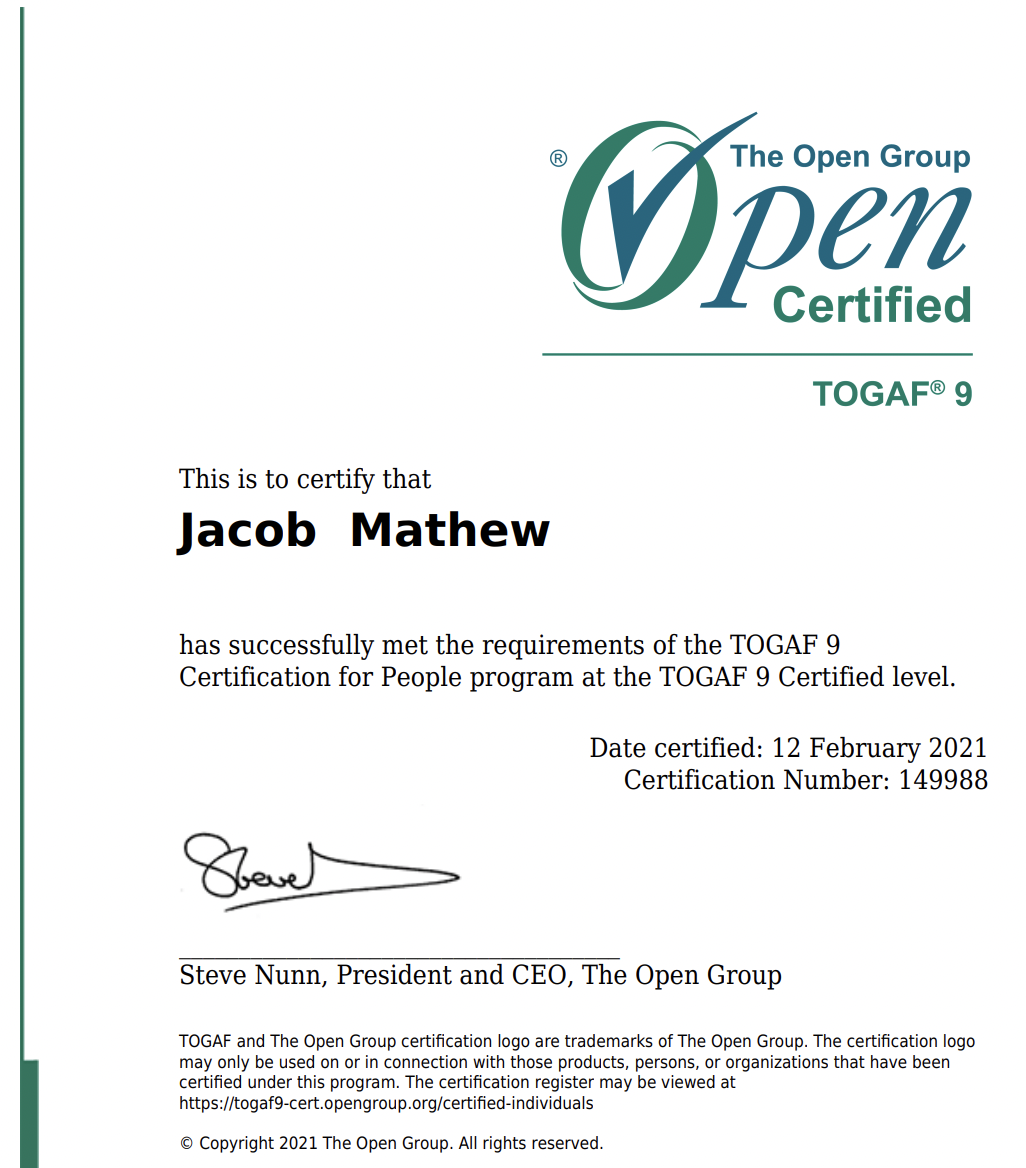 ® The Open Group
Open
Certified
TOGAF® 9
This is to certify that
Jacob Mathew
has successfully met the requirements of the TOGAF 9
Certification for People program at the TOGAF 9 Certified level.
Date certified: 12 February 2021
Certification Number: 149988
Steve
Steve Nunn, President and CEO, The Open Group
TOGAF and The Open Group certification logo are trademarks of The Open Group. The certification logo
may only be used on or in connection with those products, persons, or organizations that have been
certified under this program. The certification register may be viewed at
https://togaf9-cert.opengroup.org/certified-individuals
© Copyright 2021 The Open Group. All rights reserved.